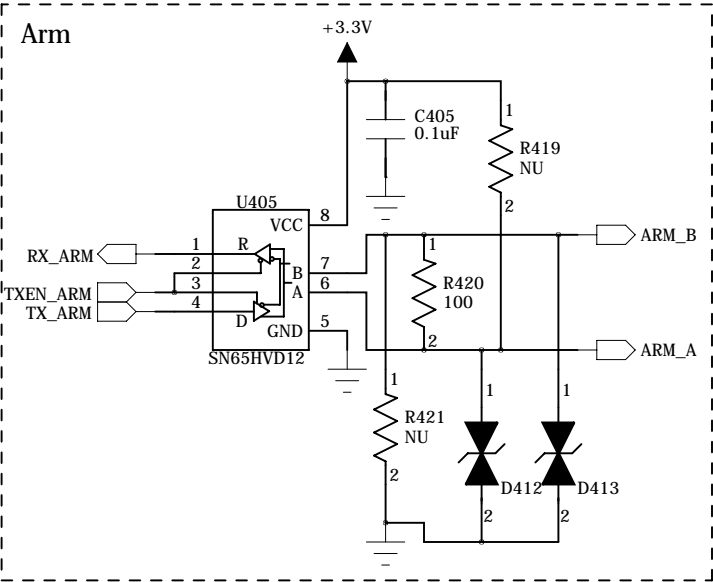 Arm
+3.3V
C405
0.1uF
1
R419
NU
2
U405
VCC
8
RX_ARM
1
R
2
TXEN_ARM
3
TX_ARM
4
D
B
7
A
6
GND
5
SN65HVD12
ARM_B
1
R420
100
2
ARM_A
1
R421
NU
2
1
D412
2
1
D413
2